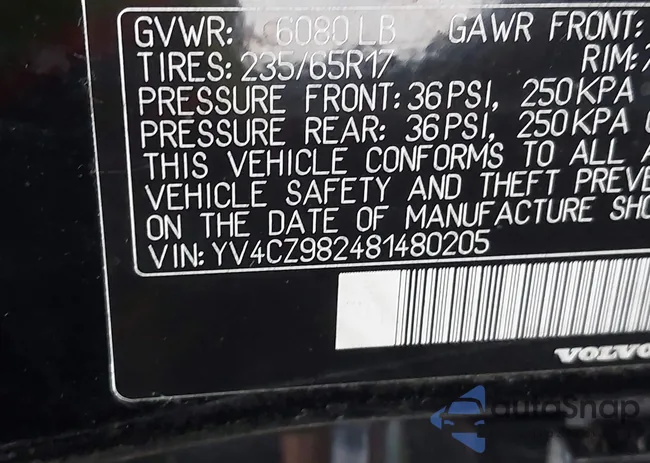 GVWR: 6080 LB GAWR FRONT:
TIRES: 235/65R17 RIM:
PRESSURE FRONT: 36 PSI, 250 KPA
PRESSURE REAR: 36 PSI, 250 KPA
THIS VEHICLE CONFORMS TO ALL
VEHICLE SAFETY AND THEFT PREVE
ON THE DATE OF MANUFACTURE SHO
VIN: YV4CZ982481480205
VOLVO
autoSnap